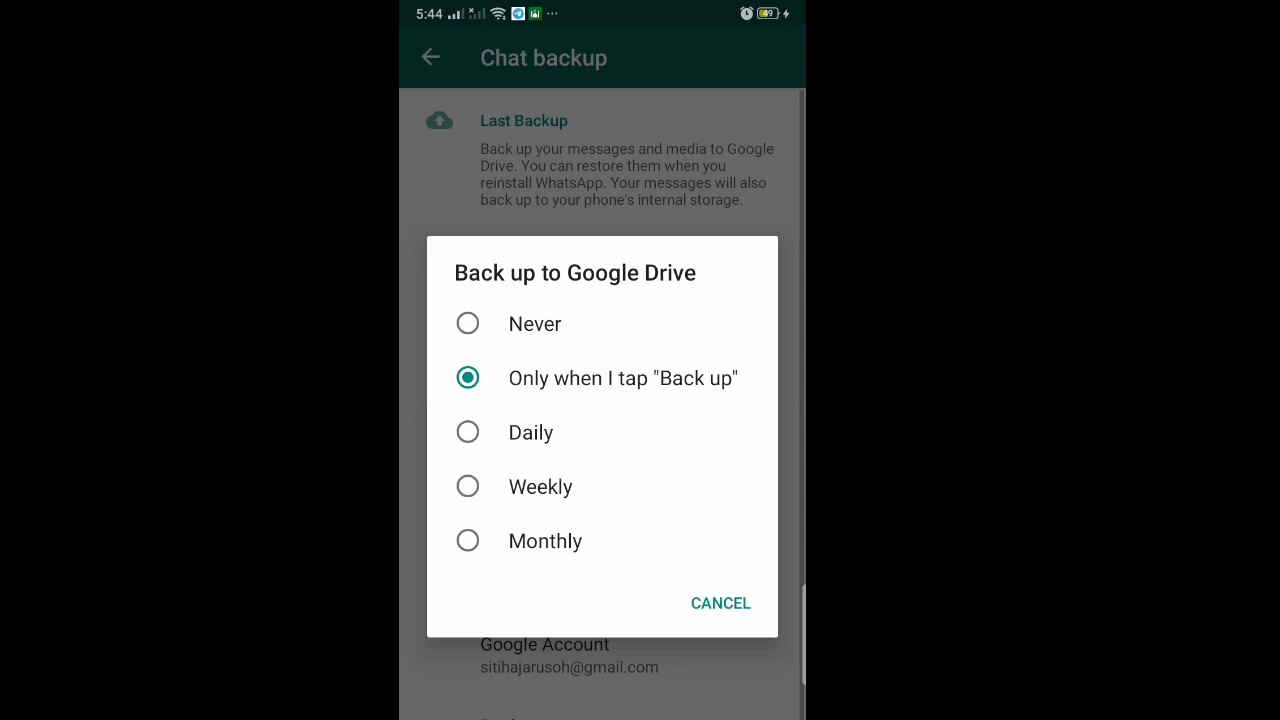 5:44
49
Chat backup
Last Backup
Back up your messages and media to Google
Drive. You can restore them when you
reinstall WhatsApp. Your messages will also
back up to your phone's internal storage.
Back up to Google Drive
Never
Only when I tap "Back up"
Daily
Weekly
Monthly
CANCEL
Google Account
sitihajarusoh@gmail.com